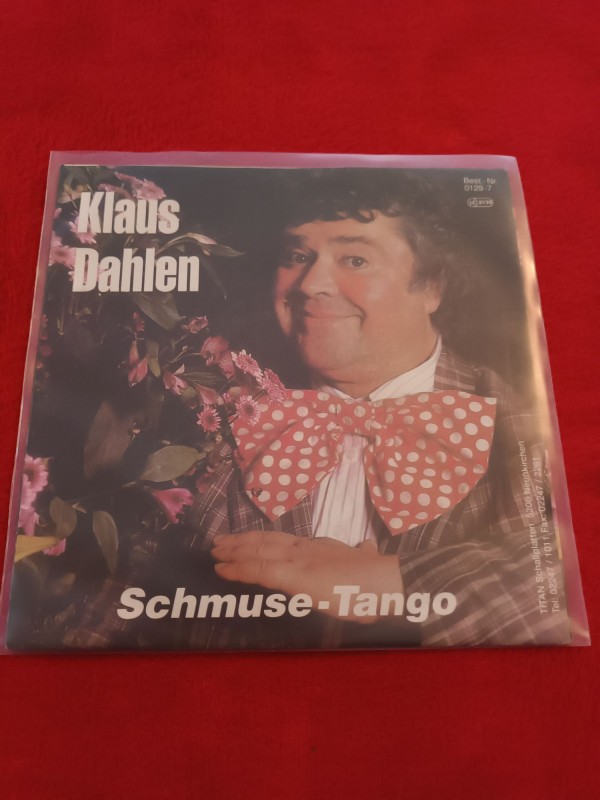 Klaus
Dahlen
Best.-Nr.
0129-7
Schmuse-Tango
TITAN Schallplatten · 5206 Neunkirchen
Tel. 02247 / 1011 Fax: 02247 / 2261